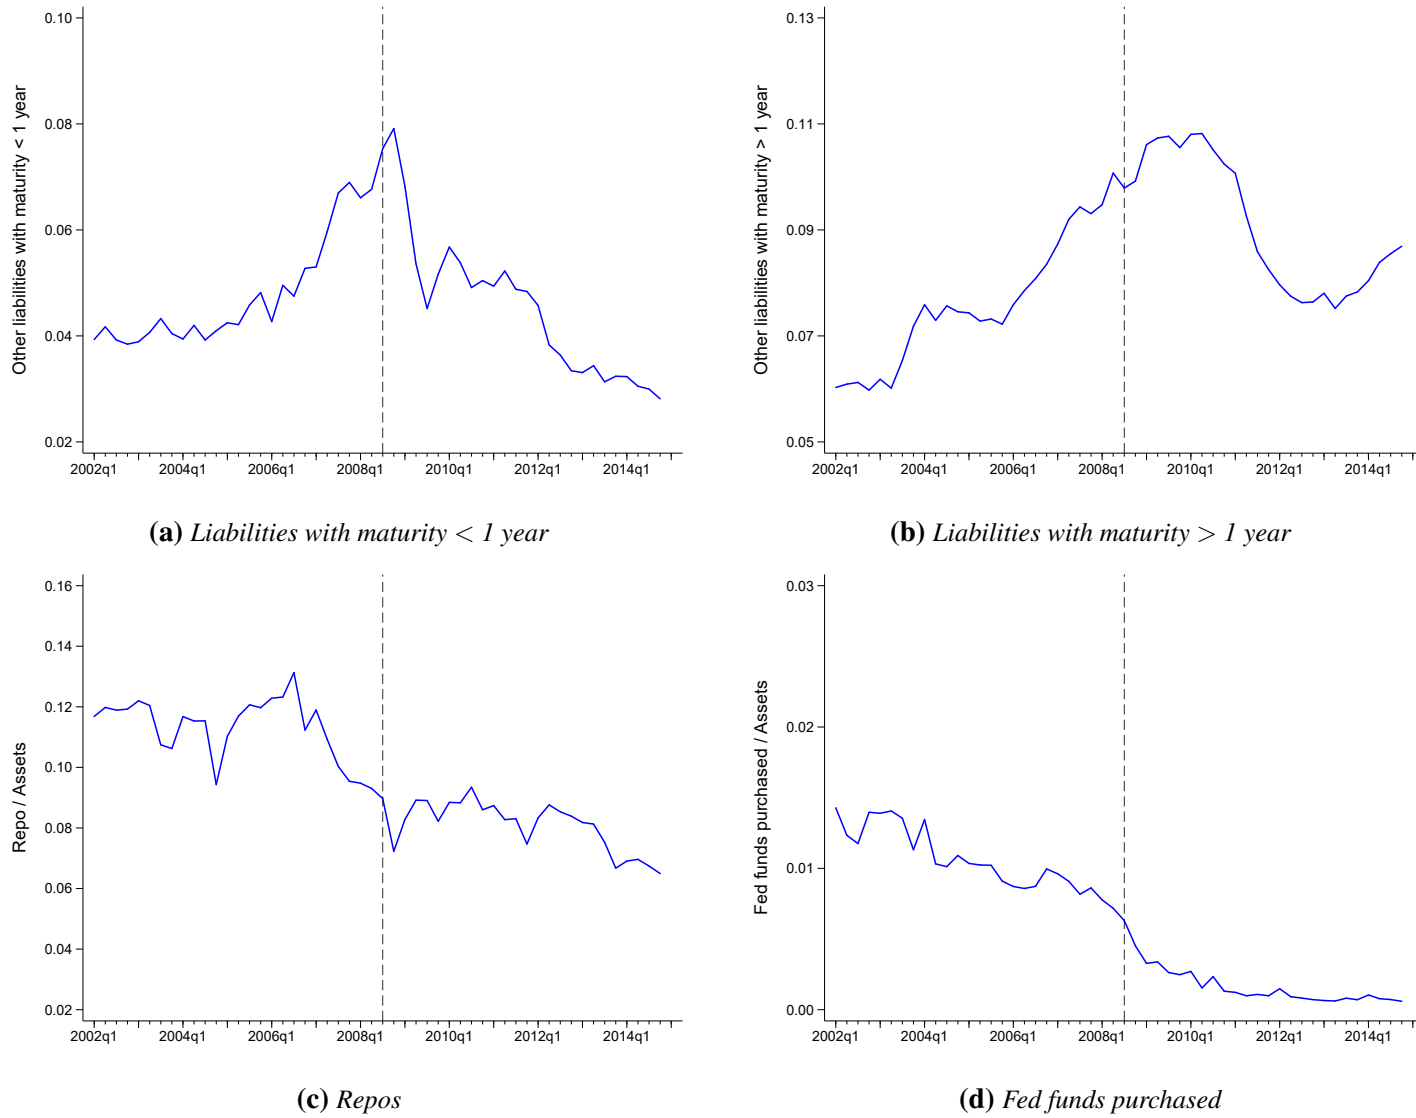 Other liabilities with maturity < 1 year
0.10
0.08
0.06
0.04
0.02
2002q1 2004q1 2006q1 2008q1 2010q1 2012q1 2014q1
(a) Liabilities with maturity < 1 year
Other liabilities with maturity > 1 year
0.13
0.11
0.09
0.07
0.05
2002q1 2004q1 2006q1 2008q1 2010q1 2012q1 2014q1
(b) Liabilities with maturity > 1 year
Repo / Assets
0.16
0.14
0.12
0.10
0.08
0.06
0.04
0.02
2002q1 2004q1 2006q1 2008q1 2010q1 2012q1 2014q1
(c) Repos
Fed funds purchased / Assets
0.03
0.02
0.01
0.00
2002q1 2004q1 2006q1 2008q1 2010q1 2012q1 2014q1
(d) Fed funds purchased